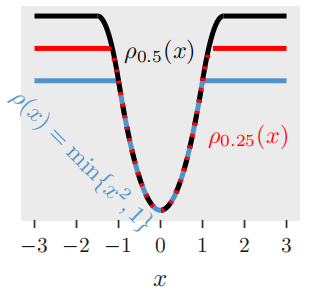 ρ₀.₅(x)
ρ₀.₂₅(x)
ρ(x) = min{x², 1}
−3 −2 −1 0 1 2 3
x